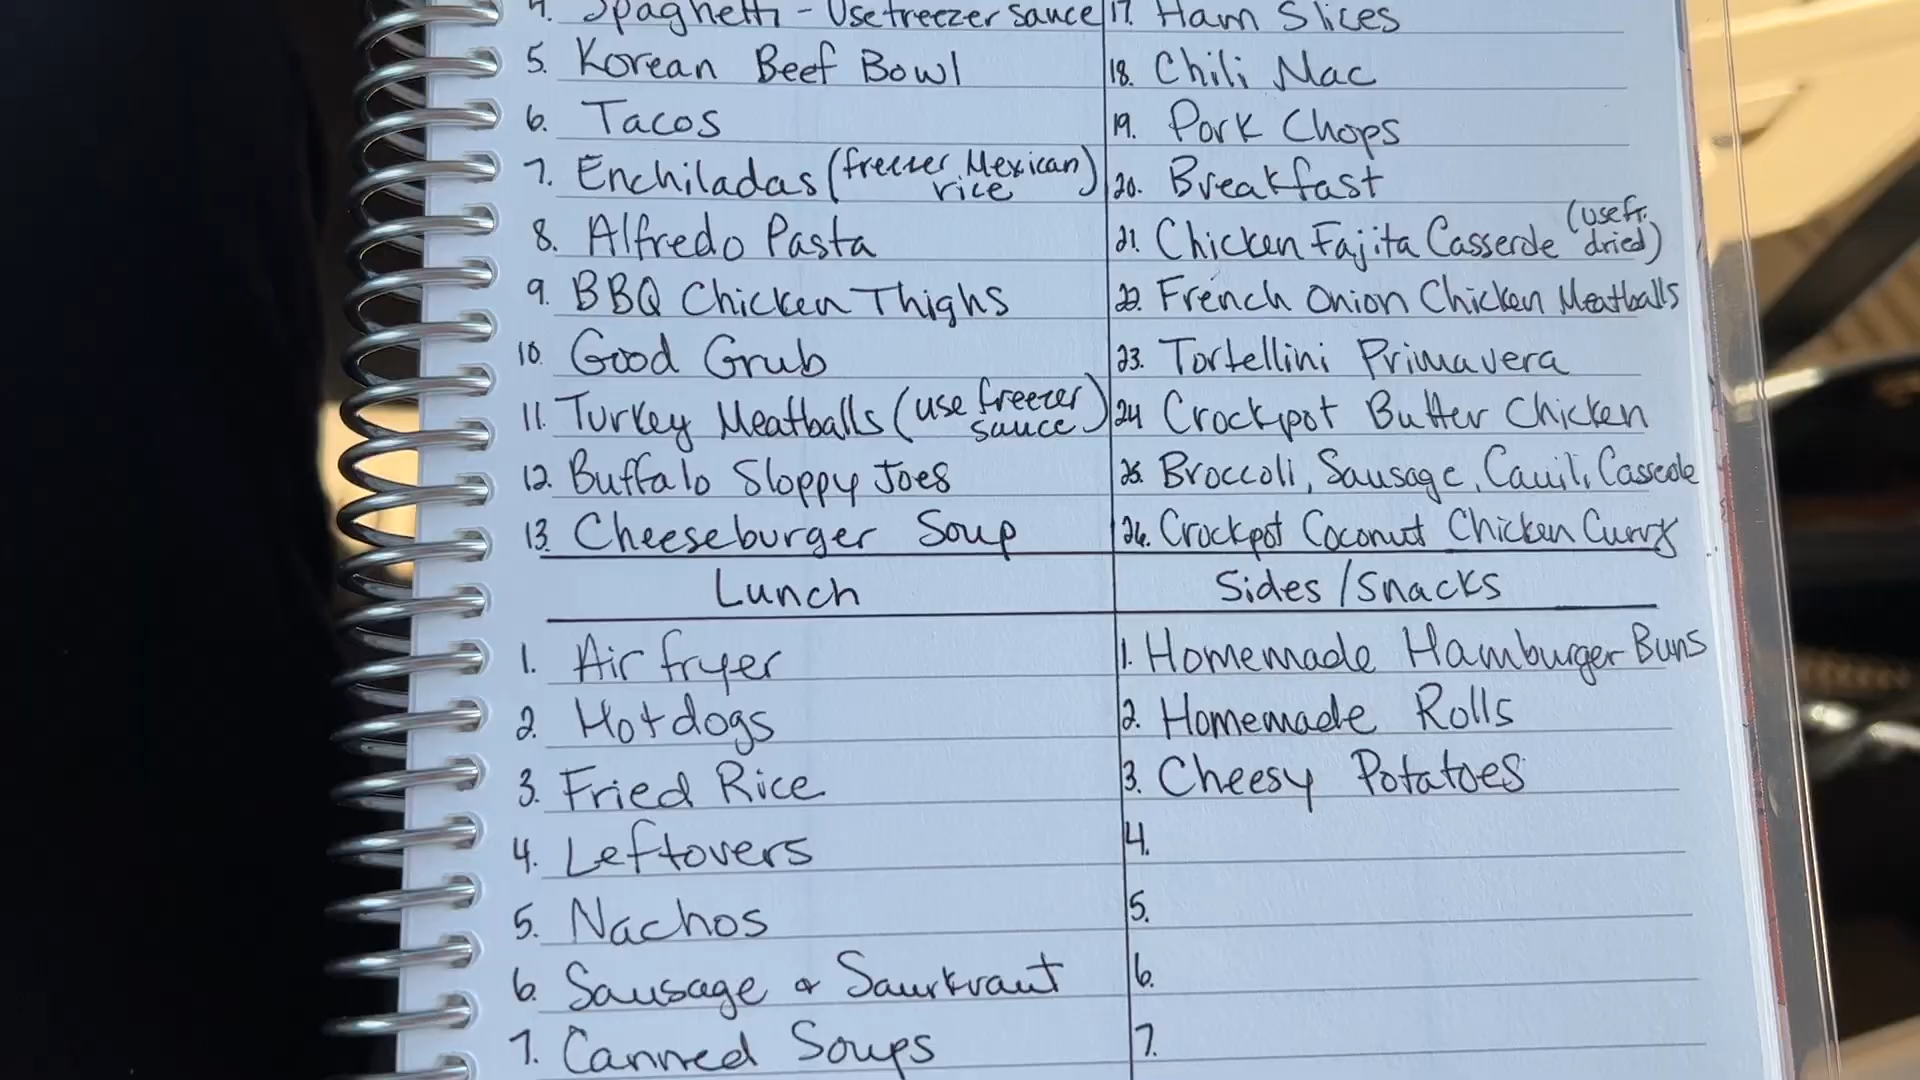 4. Spaghetti - Use freezer sauce
5. Korean Beef Bowl
6. Tacos
7. Enchiladas (freezer Mexican rice)
8. Alfredo Pasta
9. BBQ Chicken Thighs
10. Good Grub
11. Turkey Meatballs (use freezer sauce)
12. Buffalo Sloppy Joes
13. Cheeseburger Soup
17. Ham Slices
18. Chili Mac
19. Pork Chops
20. Breakfast
21. Chicken Fajita Casserole (use fr. dried)
22. French Onion Chicken Meatballs
23. Tortellini Primavera
24 Crockpot Butter Chicken
25. Broccoli, Sausage, Cauli, Casserole
26. Crockpot Coconut Chicken Curry
Lunch
1. Air fryer
2. Hotdogs
3. Fried Rice
4. Leftovers
5. Nachos
6. Sausage & Saurkraut
7. Canned Soups
Sides/Snacks
1. Homemade Hamburger Buns
2. Homemade Rolls
3. Cheesy Potatoes
4.
5.
6.
7.